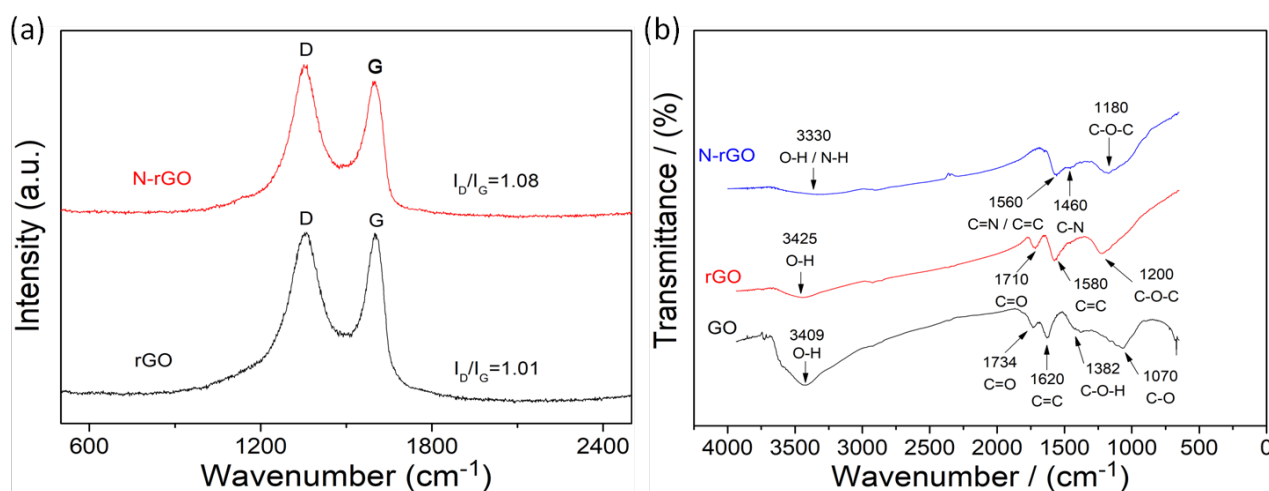 (a)
D
G
N-rGO
I_D/I_G=1.08
D
G
rGO
I_D/I_G=1.01
Intensity (a.u.)
600
1200
1800
2400
Wavenumber (cm⁻¹)
(b)
Transmittance / (%)
N-rGO
3330
O-H / N-H
1180
C-O-C
1560
C=N / C=C
1460
C-N
rGO
3425
O-H
1710
C=O
1580
C=C
1200
C-O-C
GO
3409
O-H
1734
C=O
1620
C=C
1382
C-O-H
1070
C-O
4000
3500
3000
2500
2000
1500
1000
500
0
Wavenumber / (cm⁻¹)